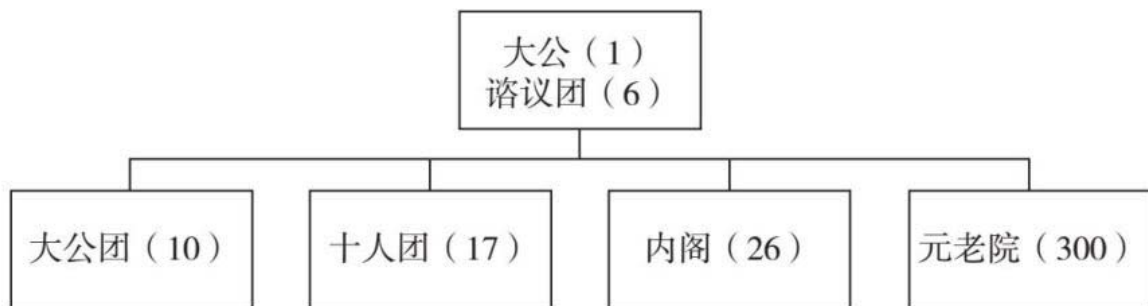 大公（1）
谘议团（6）
大公团（10）
十人团（17）
内阁（26）
元老院（300）